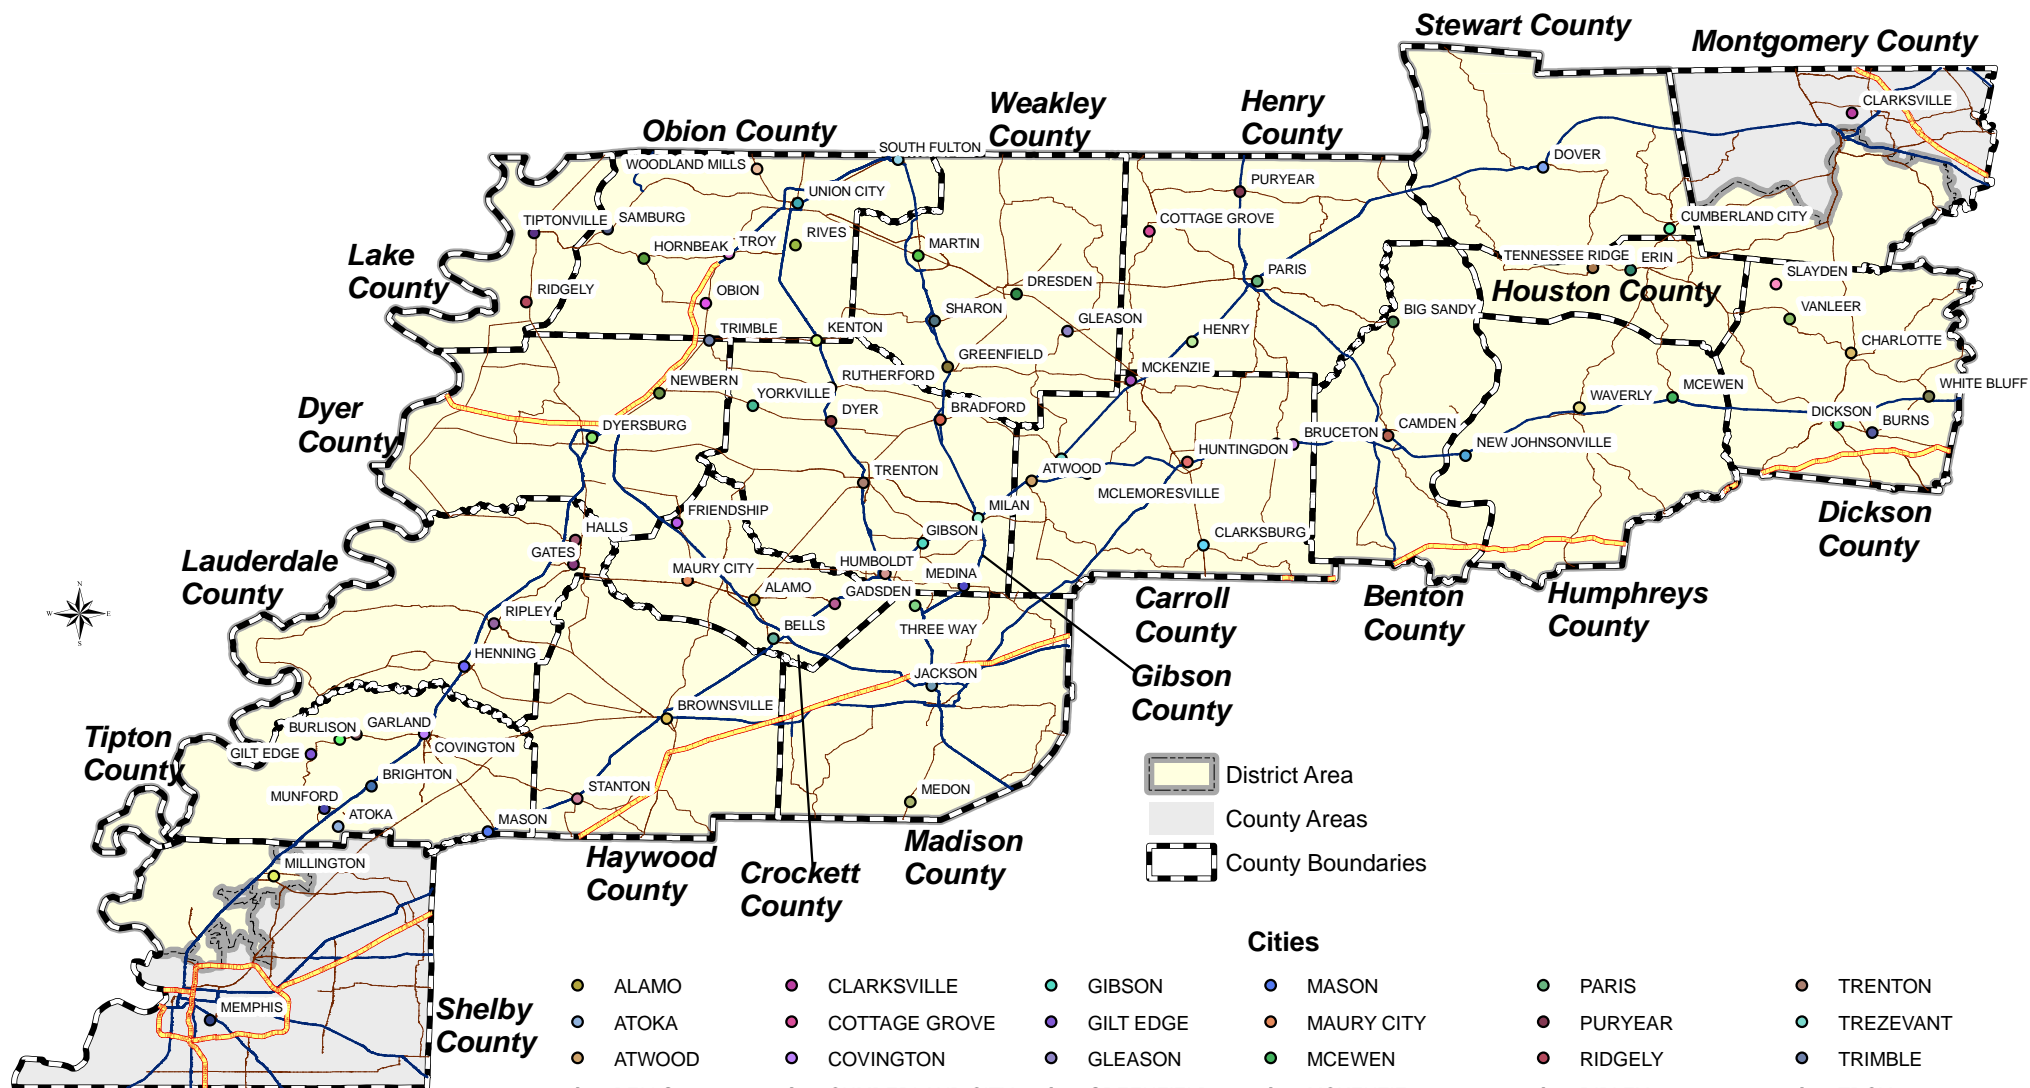 Stewart County
Montgomery County
Weakley
County
Henry
County
Obion County
CLARKSVILLE
SOUTH FULTON
WOODLAND MILLS
DOVER
UNION CITY
PURYEAR
TIPTONVILLE
SAMBURG
COTTAGE GROVE
CUMBERLAND CITY
RIVES
HORNBEAK
TROY
MARTIN
Lake
County
TENNESSEE RIDGE
ERIN
SLAYDEN
PARIS
DRESDEN
RIDGELY
OBION
Houston County
VANLEER
SHARON
GLEASON
BIG SANDY
TRIMBLE
KENTON
HENRY
CHARLOTTE
GREENFIELD
MCKENZIE
RUTHERFORD
NEWBERN
YORKVILLE
MCEWEN
WHITE BLUFF
WAVERLY
Dyer
County
DYER
BRADFORD
DICKSON
BURNS
DYERSBURG
CAMDEN
BRUCETON
NEW JOHNSONVILLE
HUNTINGDON
TRENTON
ATWOOD
MCLEMORESVILLE
MILAN
FRIENDSHIP
Dickson
County
HALLS
GIBSON
CLARKSBURG
GATES
Lauderdale
County
HUMBOLDT
MAURY CITY
MEDINA
ALAMO
GADSDEN
Carroll
County
Benton
County
Humphreys
County
RIPLEY
BELLS
THREE WAY
N
W
E
S
HENNING
JACKSON
Gibson
County
BROWNSVILLE
GARLAND
BURLISON
COVINGTON
GILT EDGE
Tipton
County
BRIGHTON
STANTON
MEDON
MUNFORD
ATOKA
MASON
District Area
County Areas
County Boundaries
Madison
County
Haywood
County
Crockett
County
MILLINGTON
MEMPHIS
Shelby
County
Cities
ALAMO
CLARKSVILLE
GIBSON
MASON
PARIS
TRENTON
ATOKA
COTTAGE GROVE
GILT EDGE
MAURY CITY
PURYEAR
TREZEVANT
ATWOOD
COVINGTON
GLEASON
MCEWEN
RIDGELY
TRIMBLE